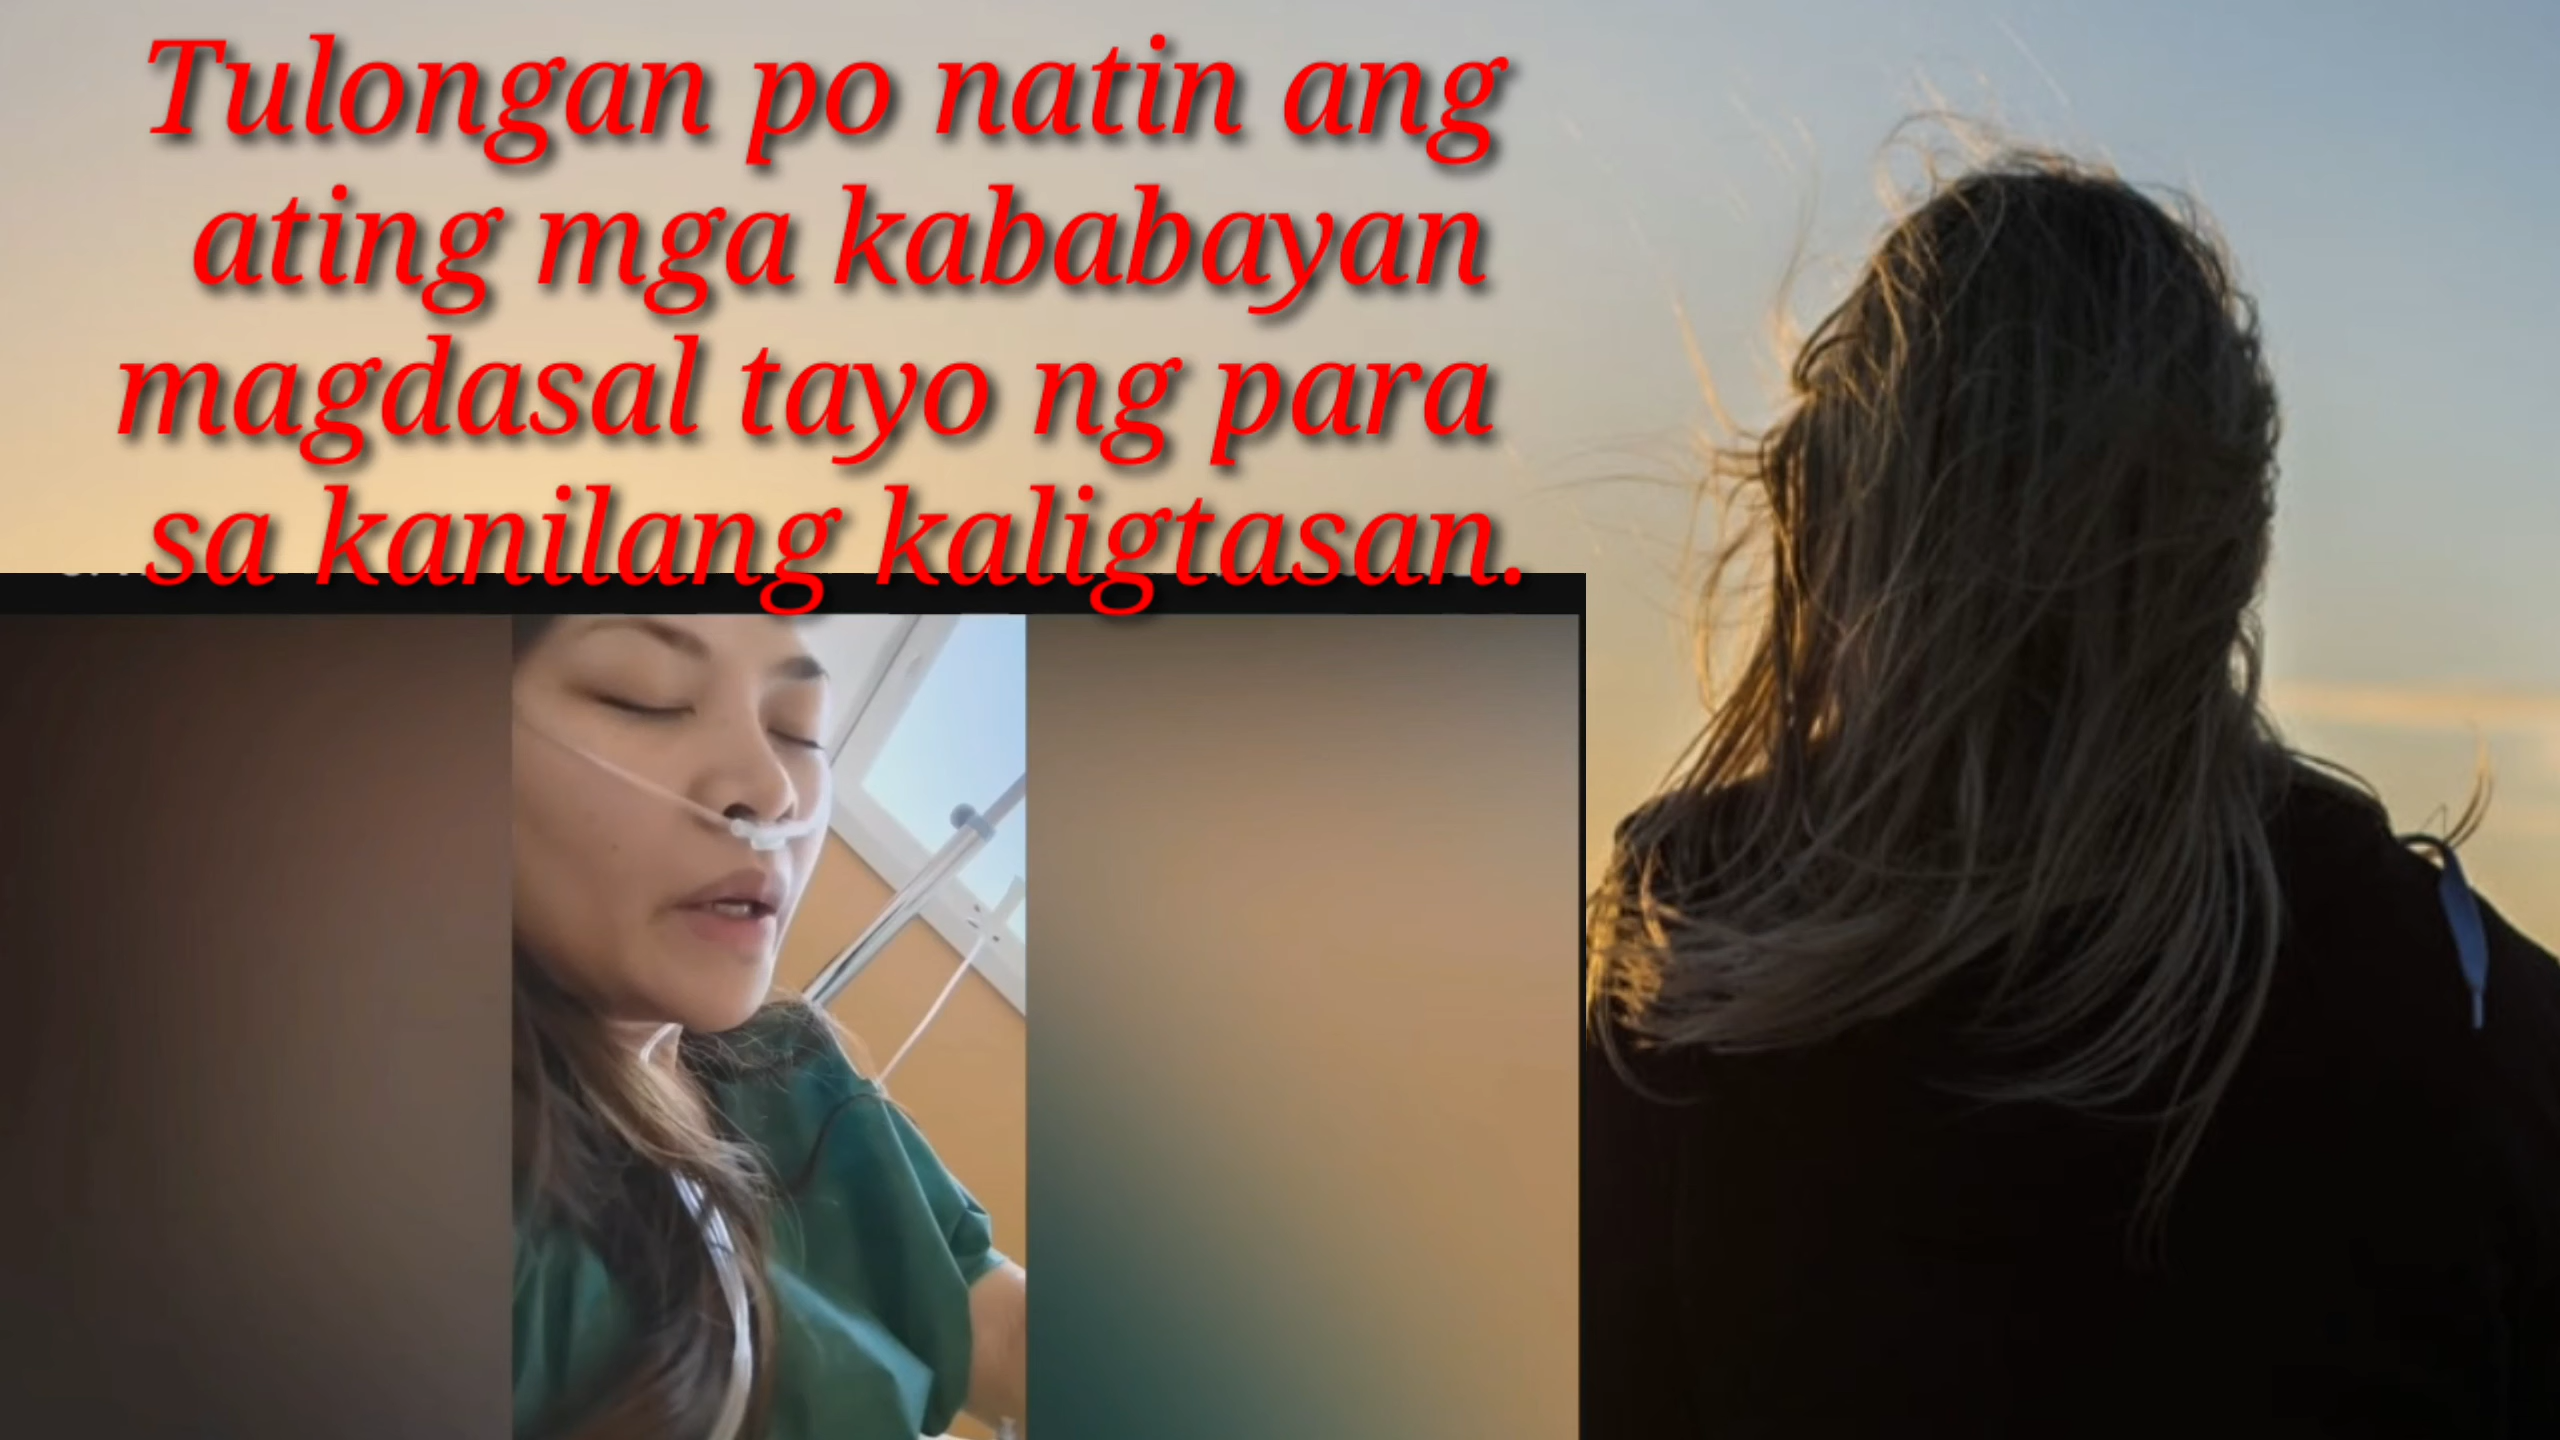 Tulongan po natin ang
ating mga kababayan
magdasal tayo ng para
sa kanilang kaligtasan.